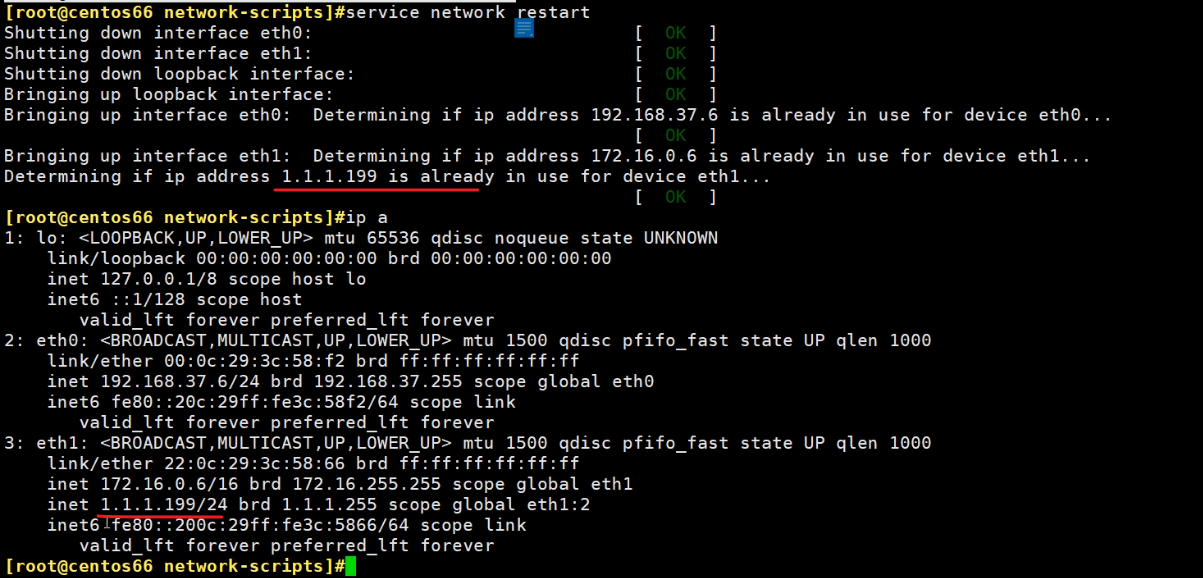 [root@centos66 network-scripts]#service network restart
Shutting down interface eth0:                              [  OK  ]
Shutting down interface eth1:                              [  OK  ]
Shutting down loopback interface:                          [  OK  ]
Bringing up loopback interface:                            [  OK  ]
Bringing up interface eth0:  Determining if ip address 192.168.37.6 is already in use for device eth0...
                                                           [  OK  ]
Bringing up interface eth1:  Determining if ip address 172.16.0.6 is already in use for device eth1...
Determining if ip address 1.1.1.199 is already in use for device eth1...
                                                           [  OK  ]
[root@centos66 network-scripts]#ip a
1: lo: <LOOPBACK,UP,LOWER_UP> mtu 65536 qdisc noqueue state UNKNOWN
    link/loopback 00:00:00:00:00:00 brd 00:00:00:00:00:00
    inet 127.0.0.1/8 scope host lo
    inet6 ::1/128 scope host
       valid_lft forever preferred_lft forever
2: eth0: <BROADCAST,MULTICAST,UP,LOWER_UP> mtu 1500 qdisc pfifo_fast state UP qlen 1000
    link/ether 00:0c:29:3c:58:f2 brd ff:ff:ff:ff:ff:ff
    inet 192.168.37.6/24 brd 192.168.37.255 scope global eth0
    inet6 fe80::20c:29ff:fe3c:58f2/64 scope link
       valid_lft forever preferred_lft forever
3: eth1: <BROADCAST,MULTICAST,UP,LOWER_UP> mtu 1500 qdisc pfifo_fast state UP qlen 1000
    link/ether 22:0c:29:3c:58:66 brd ff:ff:ff:ff:ff:ff
    inet 172.16.0.6/16 brd 172.16.255.255 scope global eth1
    inet 1.1.1.199/24 brd 1.1.1.255 scope global eth1:2
    inet6 fe80::200c:29ff:fe3c:5866/64 scope link
       valid_lft forever preferred_lft forever
[root@centos66 network-scripts]#